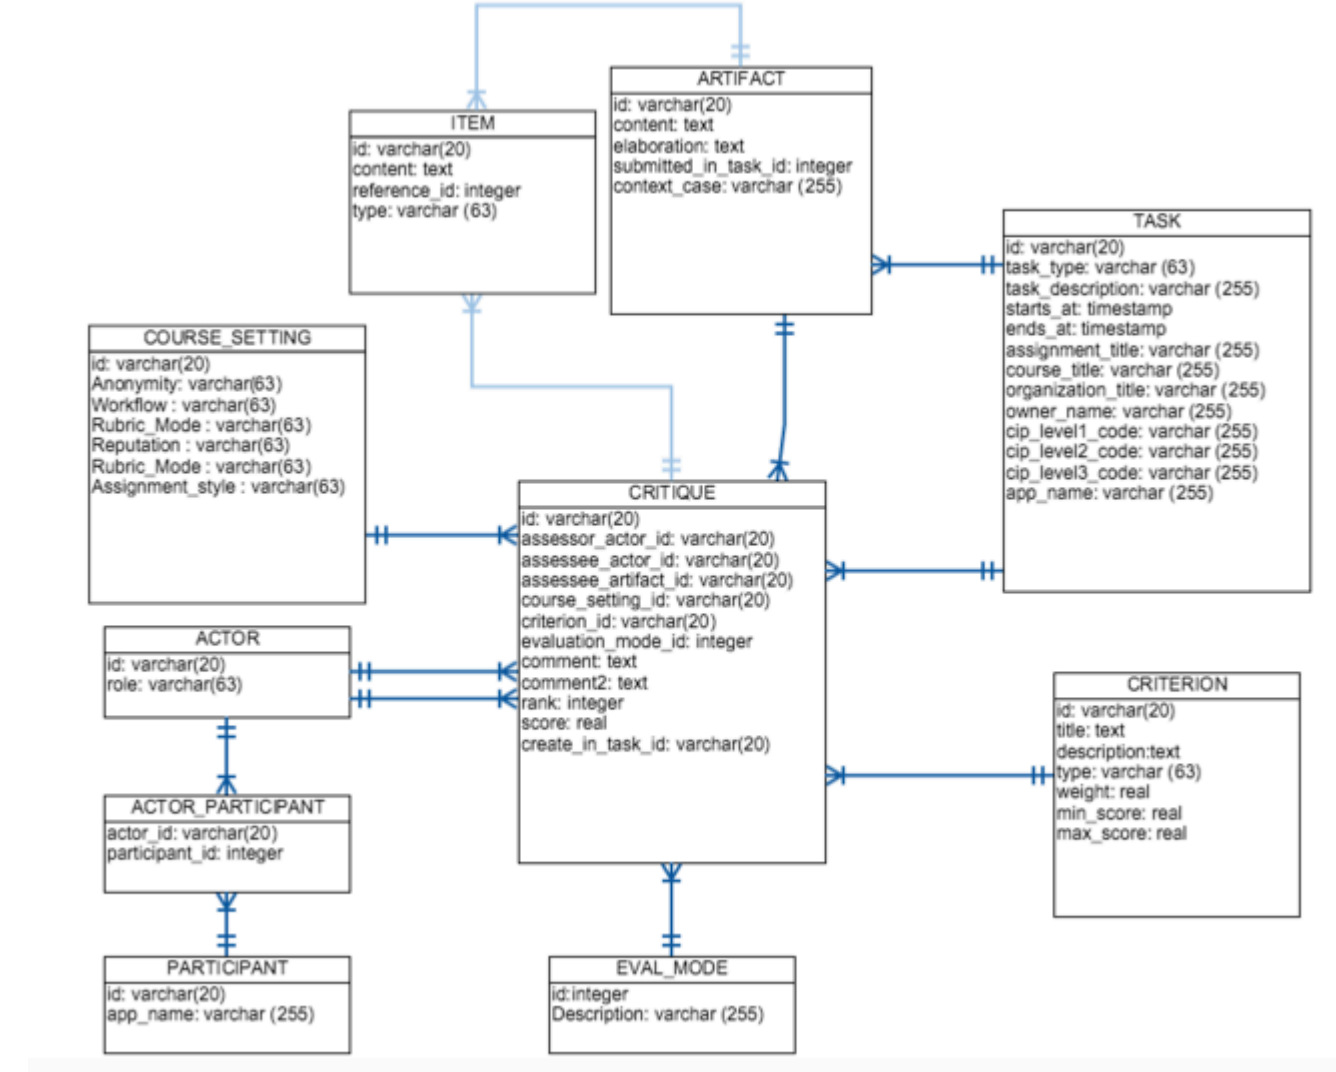 ARTIFACT
id: varchar(20)
content: text
elaboration: text
submitted_in_task_id: integer
context_case: varchar (255)
ITEM
id: varchar(20)
content: text
reference_id: integer
type: varchar (63)
TASK
id: varchar(20)
task_type: varchar (63)
task_description: varchar (255)
starts_at: timestamp
ends_at: timestamp
assignment_title: varchar (255)
course_title: varchar (255)
organization_title: varchar (255)
owner_name: varchar (255)
cip_level1_code: varchar (255)
cip_level2_code: varchar (255)
cip_level3_code: varchar (255)
app_name: varchar (255)
COURSE_SETTING
id: varchar(20)
Anonymity: varchar(63)
Workflow : varchar(63)
Rubric_Mode : varchar(63)
Reputation : varchar(63)
Rubric_Mode : varchar(63)
Assignment_style : varchar(63)
CRITIQUE
id: varchar(20)
assessor_actor_id: varchar(20)
assessee_actor_id: varchar(20)
assessee_artifact_id: varchar(20)
course_setting_id: varchar(20)
criterion_id: varchar(20)
evaluation_mode_id: integer
comment: text
comment2: text
rank: integer
score: real
create_in_task_id: varchar(20)
ACTOR
id: varchar(20)
role: varchar(63)
CRITERION
id: varchar(20)
title: text
description:text
type: varchar (63)
weight: real
min_score: real
max_score: real
ACTOR_PARTICIPANT
actor_id: varchar(20)
participant_id: integer
PARTICIPANT
id: varchar(20)
app_name: varchar (255)
EVAL_MODE
id:integer
Description: varchar (255)